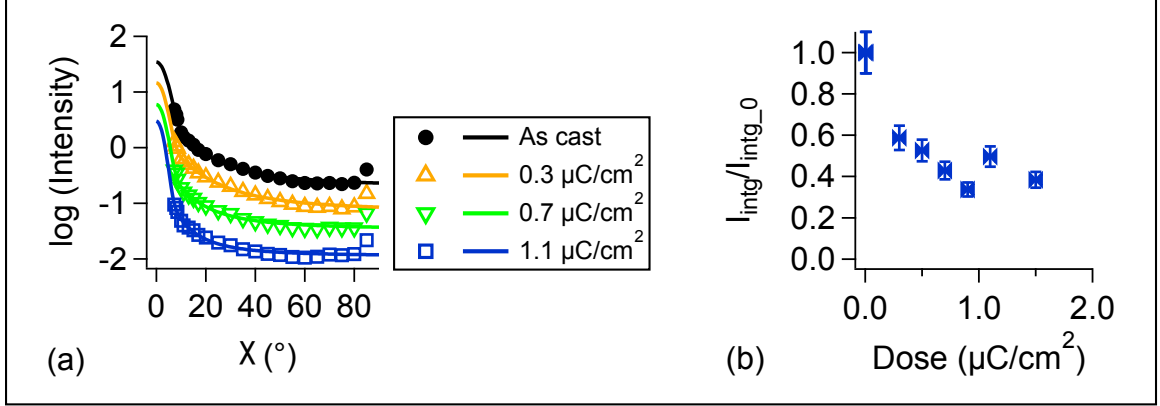 2
1
0
-1
-2
log (Intensity)
0 20 40 60 80
χ (°)
(a)
As cast
0.3 μC/cm²
0.7 μC/cm²
1.1 μC/cm²
1.0
0.8
0.6
0.4
0.2
0.0
I_intg/I_intg_0
0.0 1.0 2.0
Dose (μC/cm²)
(b)